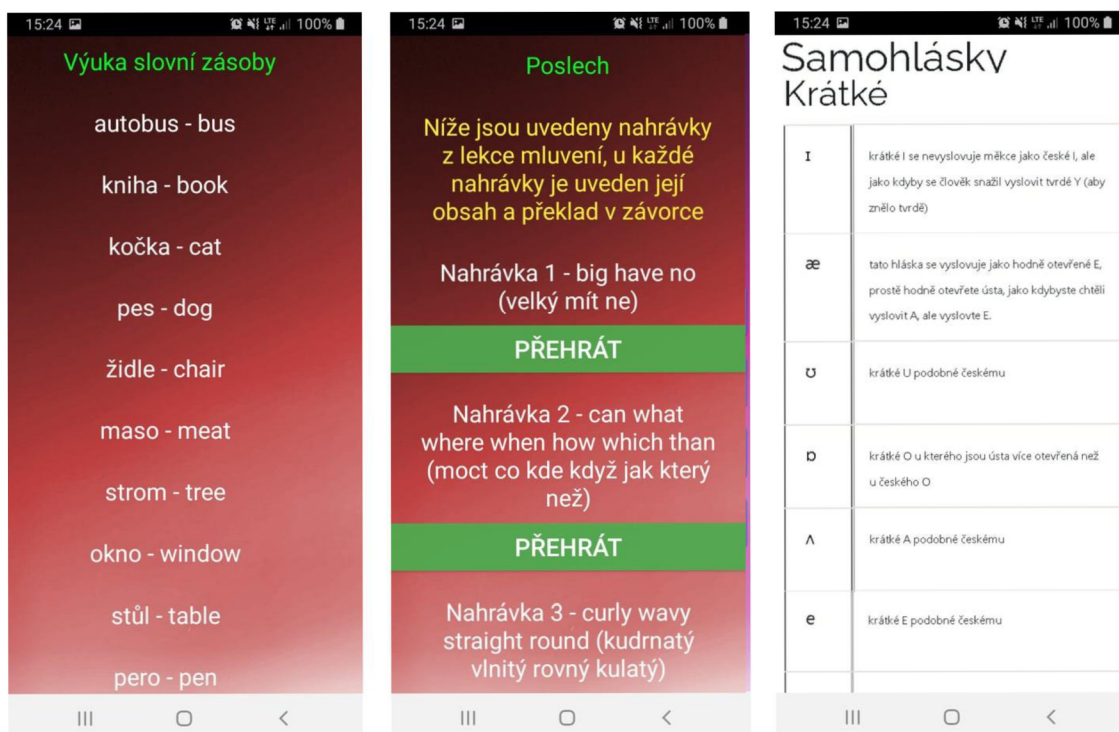 15:24 LTE 100%
Výuka slovní zásoby
autobus - bus
kniha - book
kočka - cat
pes - dog
židle - chair
maso - meat
strom - tree
okno - window
stůl - table
pero - pen
15:24 LTE 100%
Poslech
Níže jsou uvedeny nahrávky
z lekce mluvení, u každé
nahrávky je uveden její
obsah a překlad v závorce
Nahrávka 1 - big have no
(velký mít ne)
PŘEHRÁT
Nahrávka 2 - can what
where when how which than
(moct co kde když jak který
než)
PŘEHRÁT
Nahrávka 3 - curly wavy
straight round (kudrnatý
vlnitý rovný kulatý)
15:24 LTE 100%
Samohlásky
Krátké
ɪ krátké I se nevyslovuje měkce jako české I, ale
jako kdyby se člověk snažil vyslovit tvrdé Y (aby
znělo tvrdě)
æ tato hláska se vyslovuje jako hodně otevřené E,
prostě hodně otevřete ústa, jako kdybyste chtěli
vyslovit A, ale vyslovte E.
ʊ krátké U podobné českému
ɒ krátké O u kterého jsou ústa více otevřená než
u českého O
ʌ krátké A podobné českému
e krátké E podobné českému